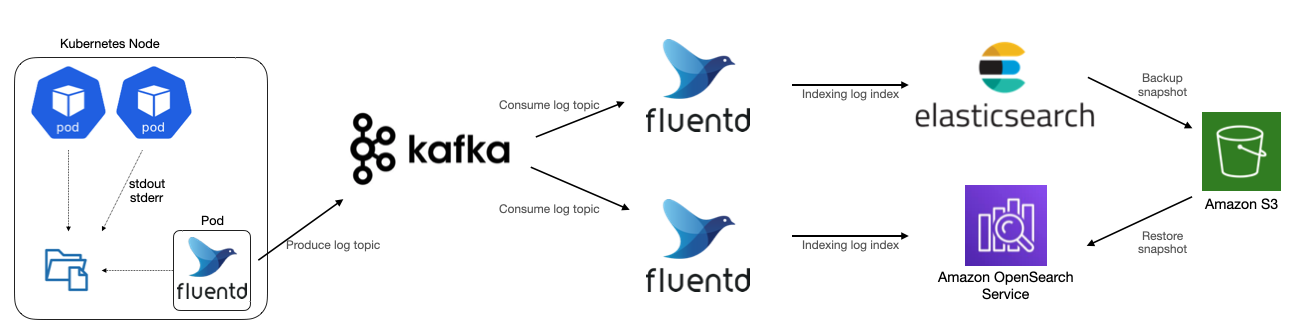 Kubernetes Node
pod
pod
stdout
stderr
Pod
fluentd
Produce log topic
kafka
Consume log topic
Consume log topic
fluentd
fluentd
Indexing log index
Indexing log index
elasticsearch
Amazon OpenSearch
Service
Backup
snapshot
Amazon S3
Restore
snapshot